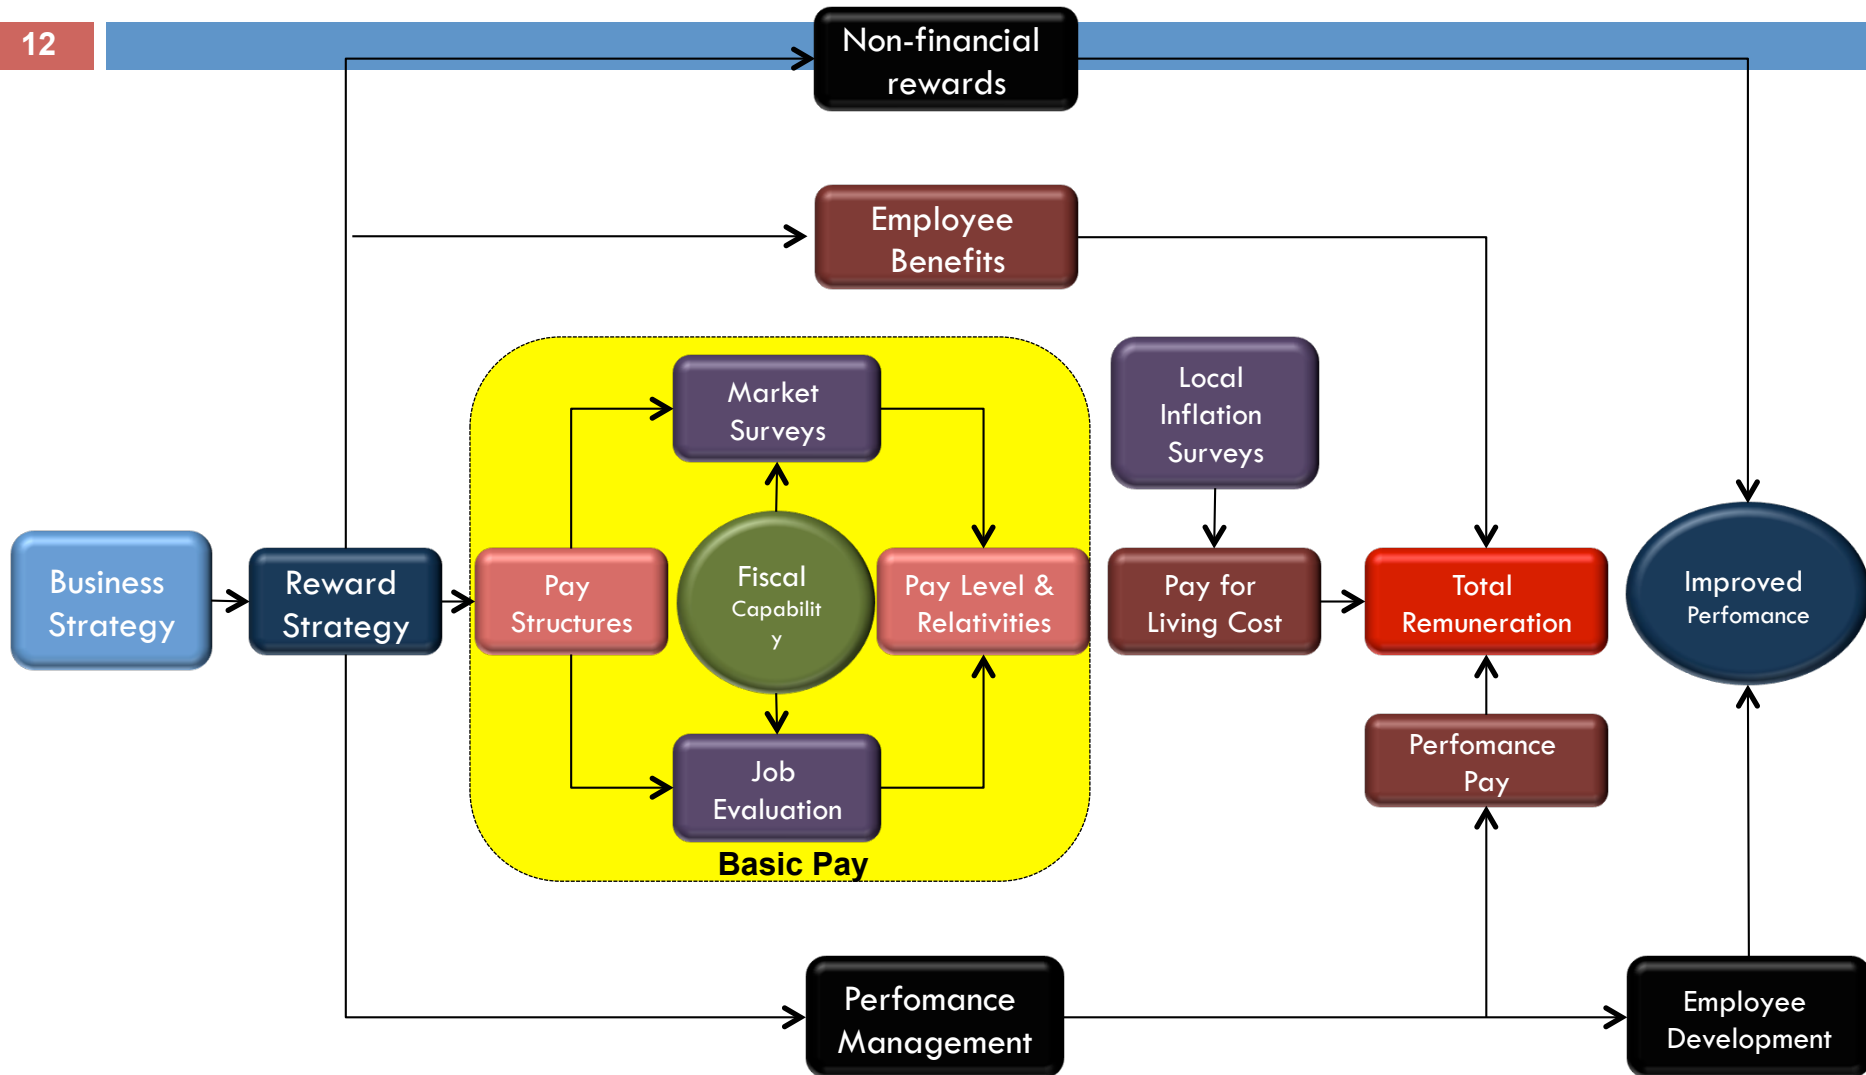 12
Non-financial
rewards
Employee
Benefits
Market
Surveys
Local
Inflation
Surveys
Business
Strategy
Reward
Strategy
Pay
Structures
Fiscal
Capabilit
y
Pay Level &
Relativities
Pay for
Living Cost
Total
Remuneration
Improved
Perfomance
Perfomance
Pay
Job
Evaluation
Basic Pay
Perfomance
Management
Employee
Development